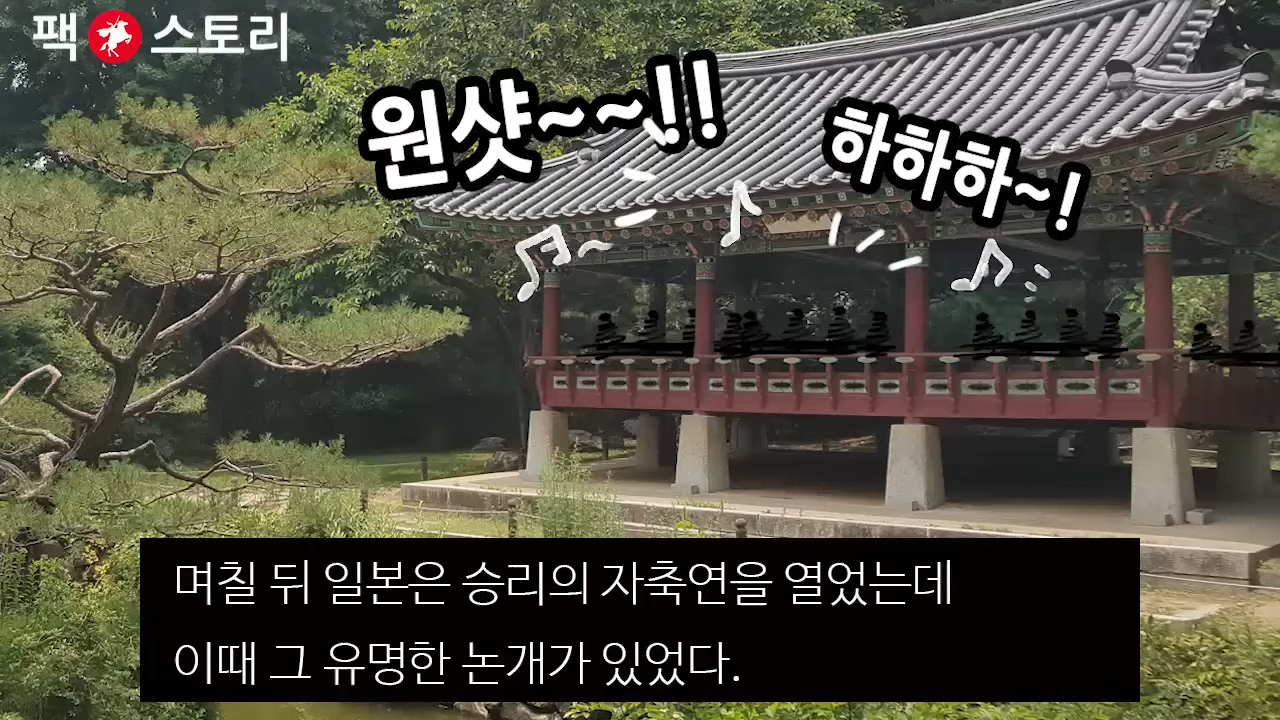 팩 스토리
원샷~~!!
하하하~!
며칠 뒤 일본은 승리의 자축연을 열었는데
이때 그 유명한 논개가 있었다.